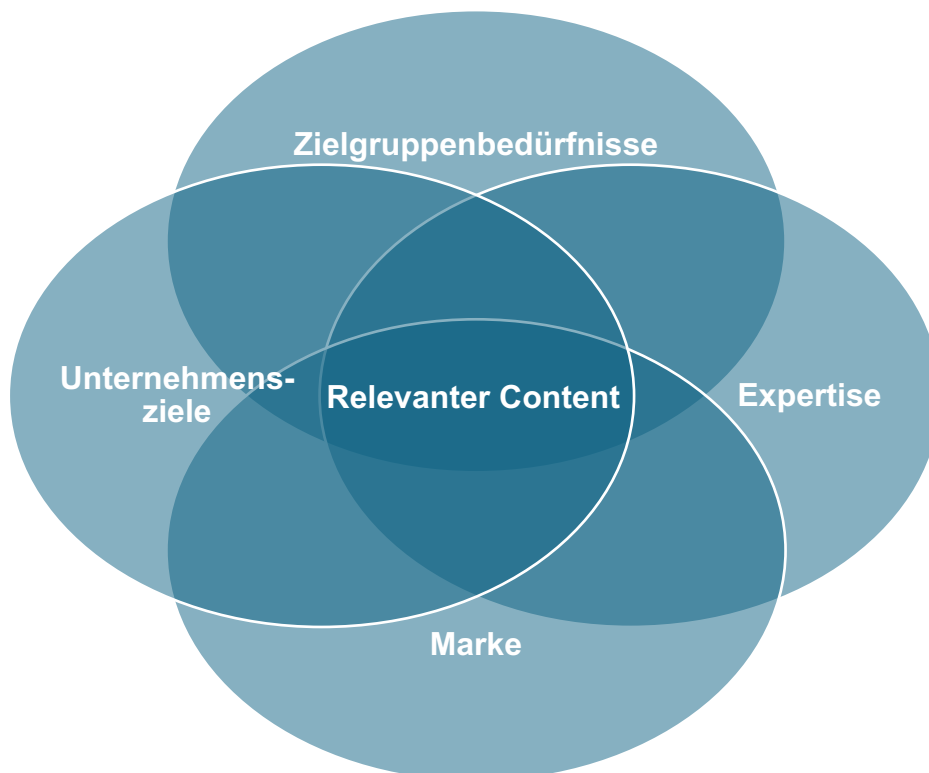 Zielgruppenbedürfnisse
Unternehmens-
ziele
Relevanter Content
Expertise
Marke